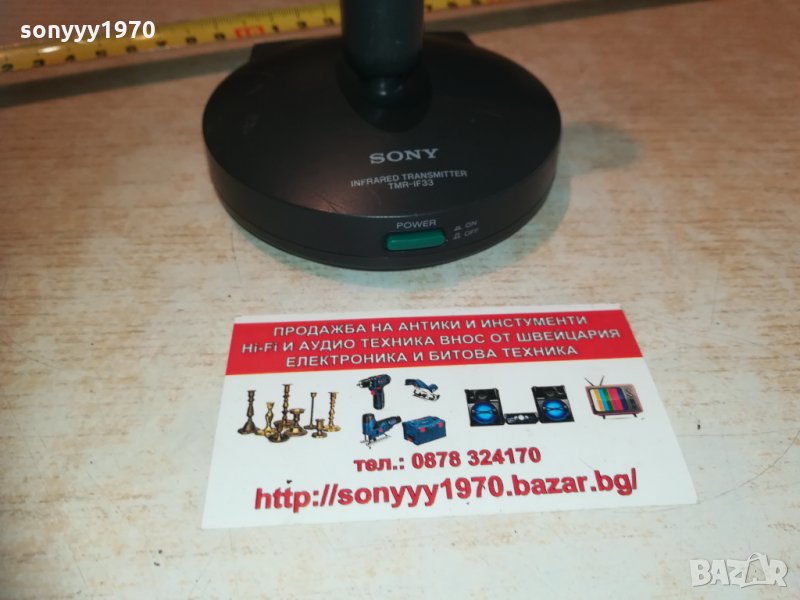 sonyyy1970
SONY
INFRARED TRANSMITTER
TMR-IF33
POWER
ON
OFF
ПРОДАЖБА НА АНТИКИ И ИНСТУМЕНТИ
Hi-Fi И АУДИО ТЕХНИКА ВНОС ОТ ШВЕЙЦАРИЯ
ЕЛЕКТРОНИКА И БИТОВА ТЕХНИКА
тел.: 0878 324170
http://sonyyy1970.bazar.bg/
BAZAR